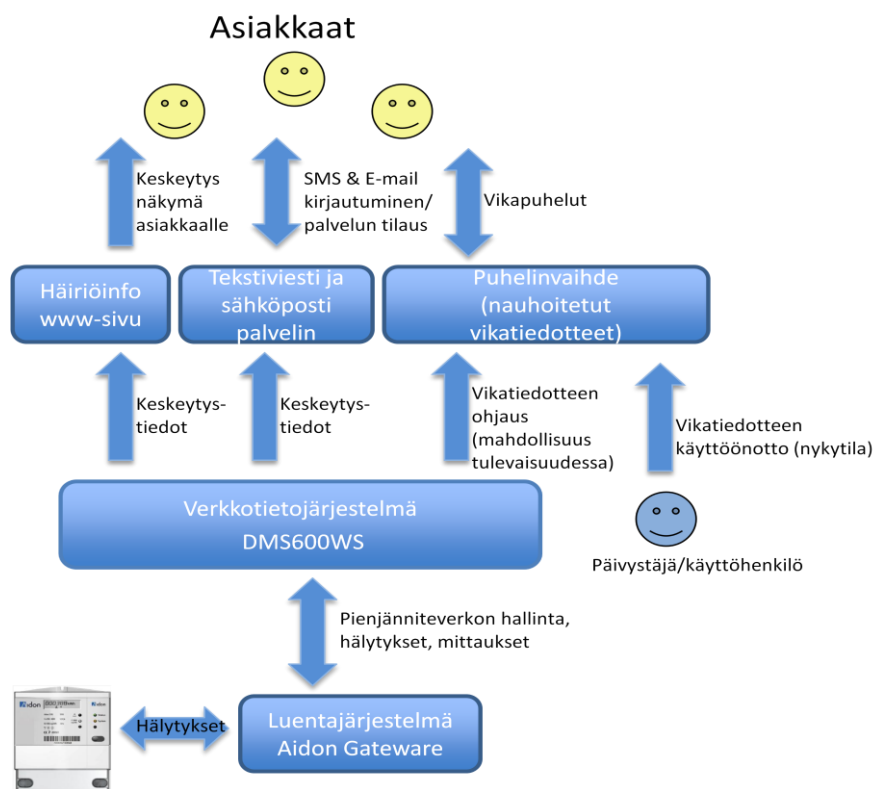 Asiakkaat
Keskeytys
näkymä
asiakkaalle
SMS & E-mail
kirjautuminen/
palvelun tilaus
Vikapuhelut
Häiriöinfo
www-sivu
Tekstiviesti ja
sähköposti
palvelin
Puhelinvaihde
(nauhoitetut
vikatiedotteet)
Keskeytys-
tiedot
Keskeytys-
tiedot
Vikatiedotteen
ohjaus
(mahdollisuus
tulevaisuudessa)
Vikatiedotteen
käyttöönotto (nykytila)
Verkkotietojärjestelmä
DMS600WS
Päivystäjä/käyttöhenkilö
Pienjänniteverkon hallinta,
hälytykset, mittaukset
Aidon
Aidon
Hälytykset
Luentajärjestelmä
Aidon Gateware